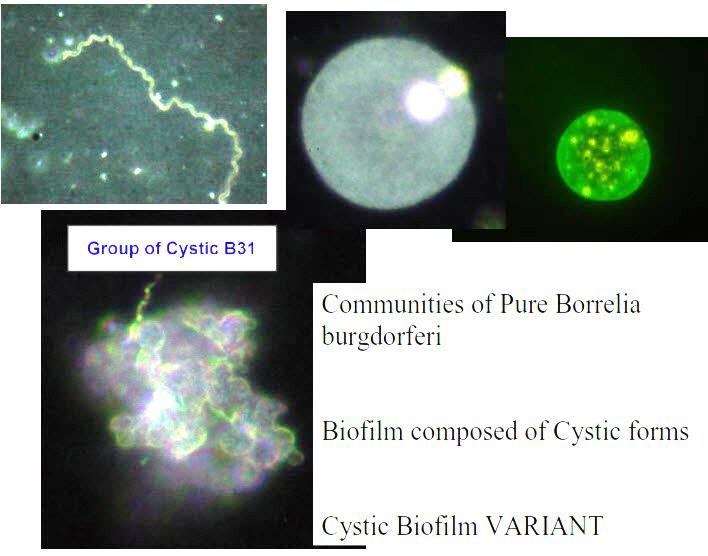 Group of Cystic B31
Communities of Pure Borrelia
burgdorferi
Biofilm composed of Cystic forms
Cystic Biofilm VARIANT